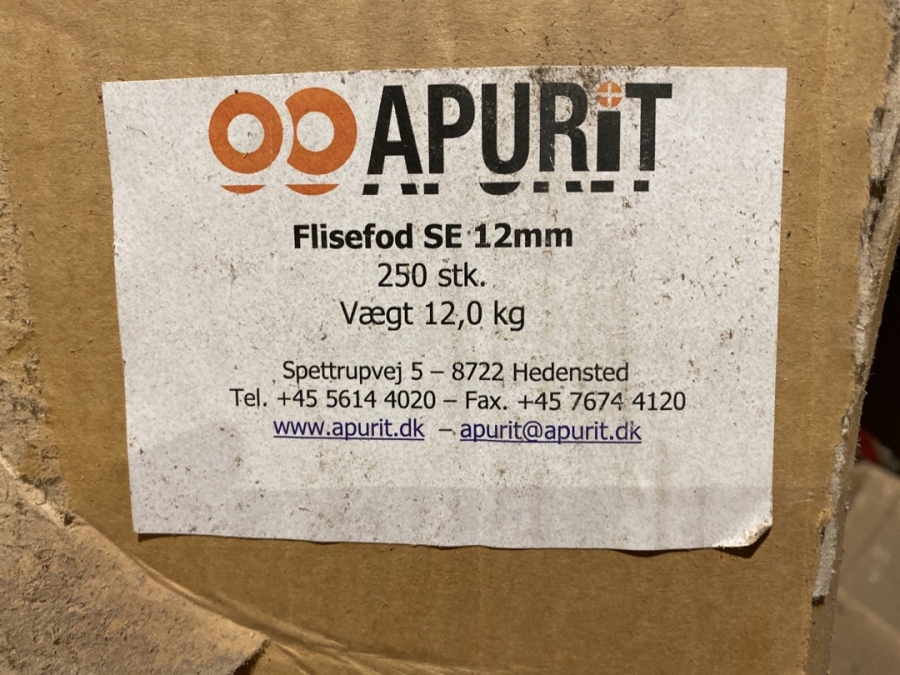 APURiT
Flisefod SE 12mm
250 stk.
Vægt 12,0 kg
Spettrupvej 5 – 8722 Hedensted
Tel. +45 5614 4020 – Fax. +45 7674 4120
www.apurit.dk – apurit@apurit.dk